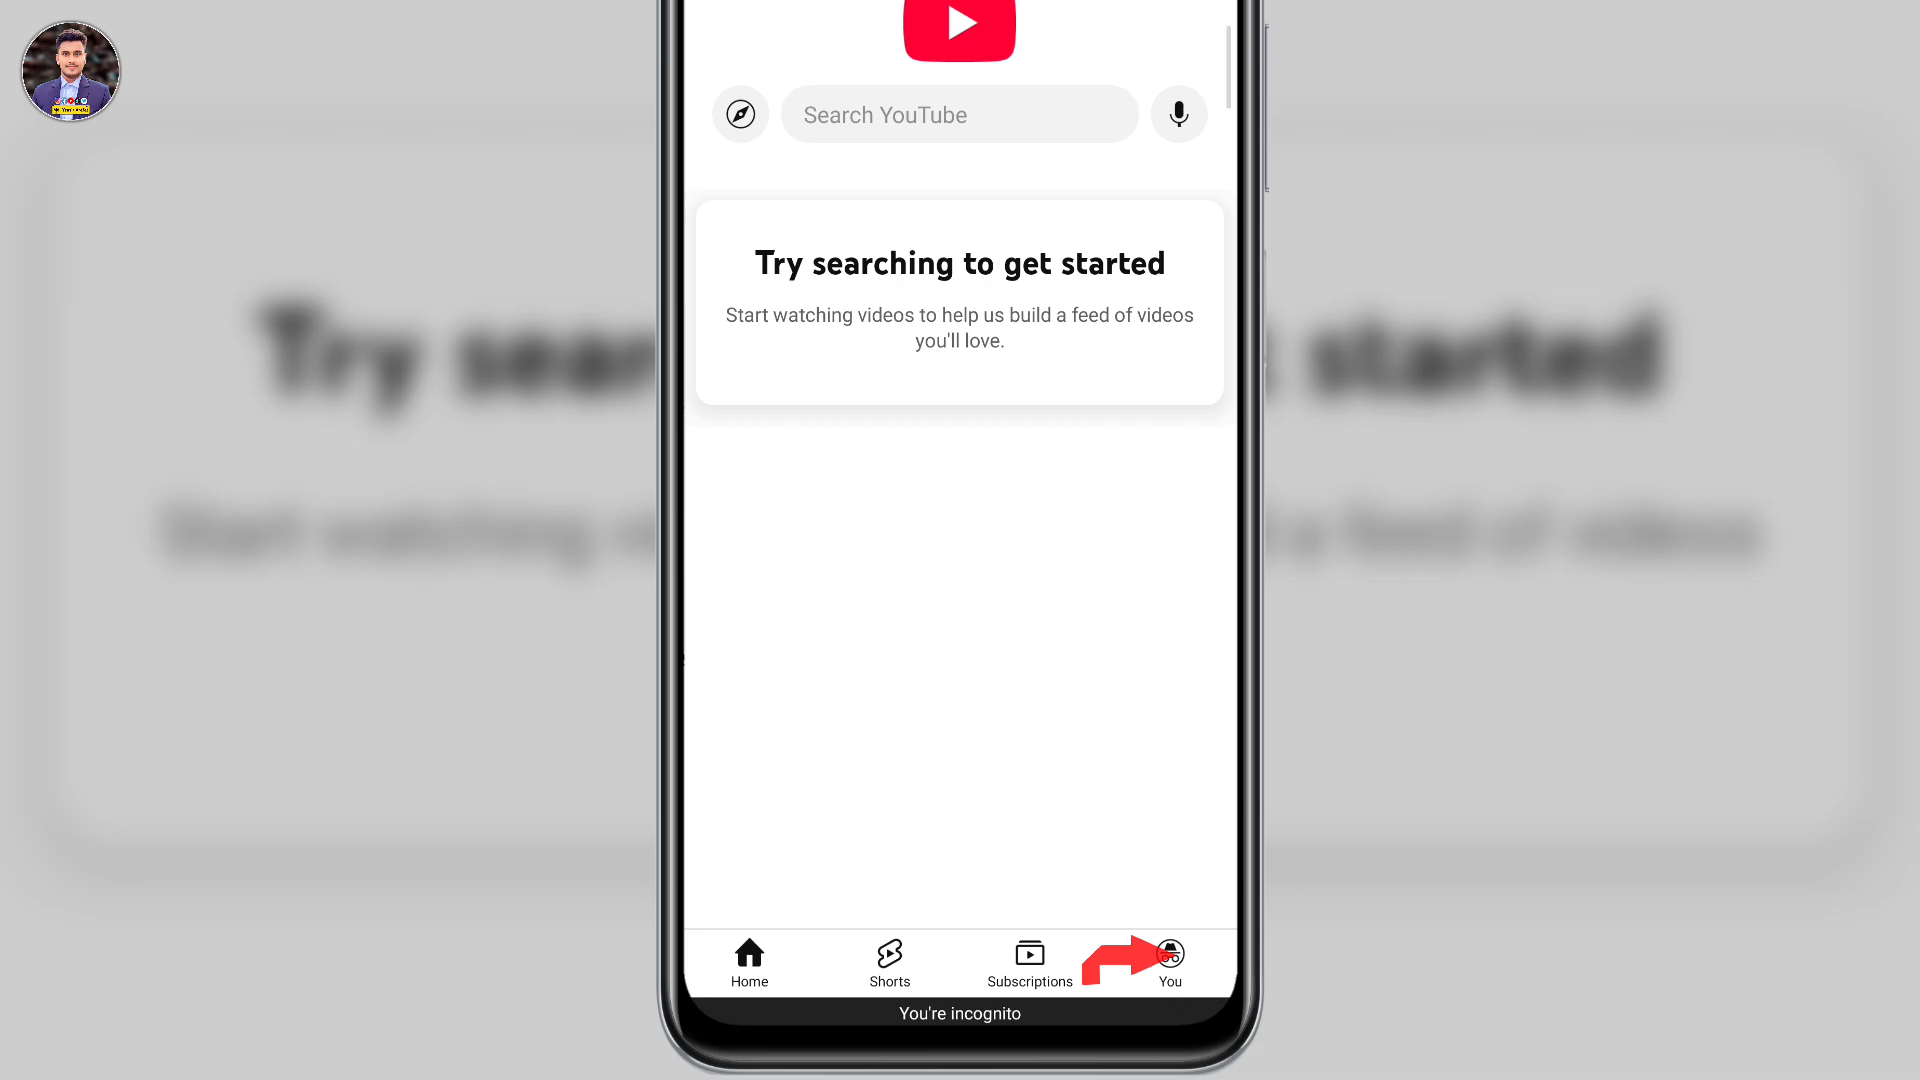 Search YouTube
Try searching to get started
Start watching videos to help us build a feed of videos
you'll love.
Home
Shorts
Subscriptions
You
You're incognito